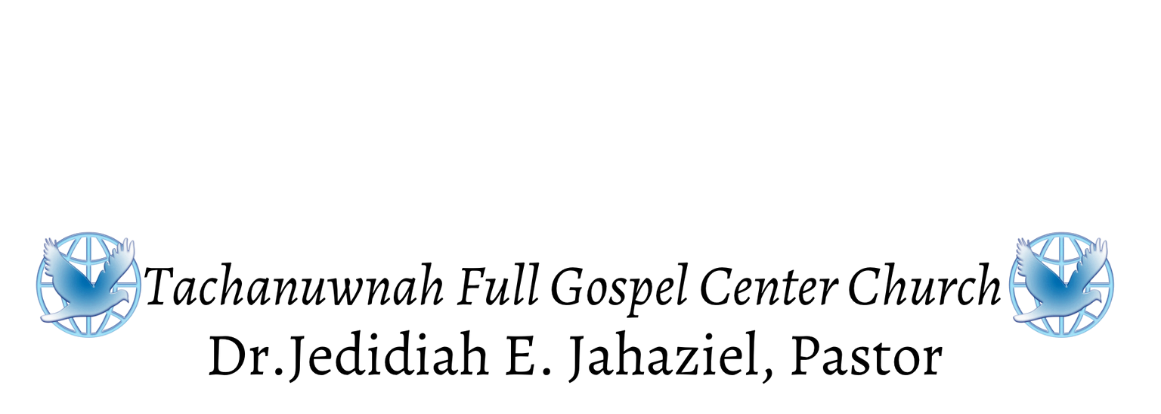 Tachanuwnah Full Gospel Center Church
Dr.Jedidiah E. Jahaziel, Pastor